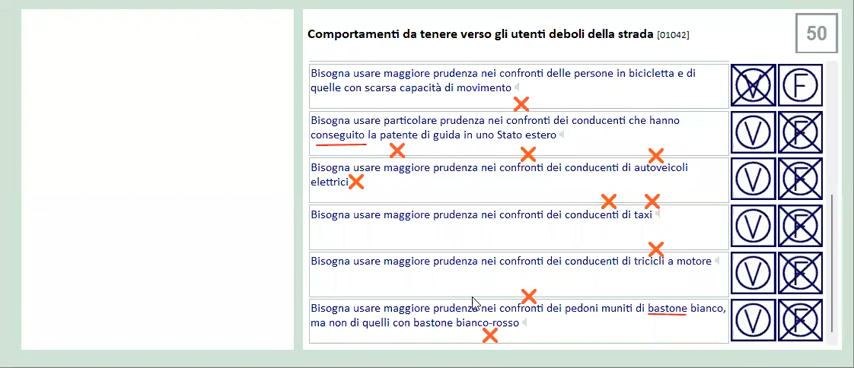 Comportamenti da tenere verso gli utenti deboli della strada [01042]
50
Bisogna usare maggiore prudenza nei confronti delle persone in bicicletta e di
quelle con scarsa capacità di movimento
V F
Bisogna usare particolare prudenza nei confronti dei conducenti che hanno
conseguito la patente di guida in uno Stato estero
V F
Bisogna usare maggiore prudenza nei confronti dei conducenti di autoveicoli
elettrici
V F
Bisogna usare maggiore prudenza nei confronti dei conducenti di taxi
V F
Bisogna usare maggiore prudenza nei confronti dei conducenti di tricicli a motore
V F
Bisogna usare maggiore prudenza nei confronti dei pedoni muniti di bastone bianco,
ma non di quelli con bastone bianco-rosso
V F